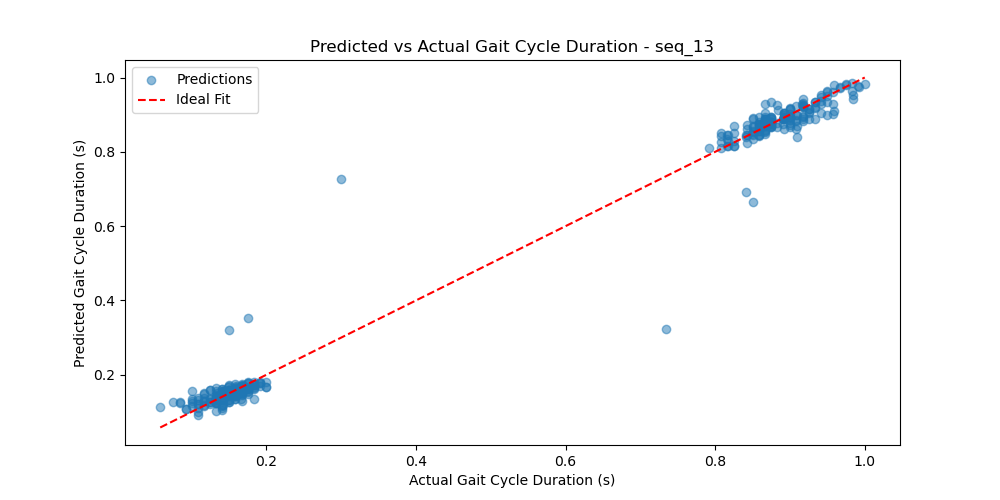 Predicted vs Actual Gait Cycle Duration - seq_13
Predictions
Ideal Fit
Predicted Gait Cycle Duration (s)
1.0
0.8
0.6
0.4
0.2
0.2
0.4
0.6
0.8
1.0
Actual Gait Cycle Duration (s)